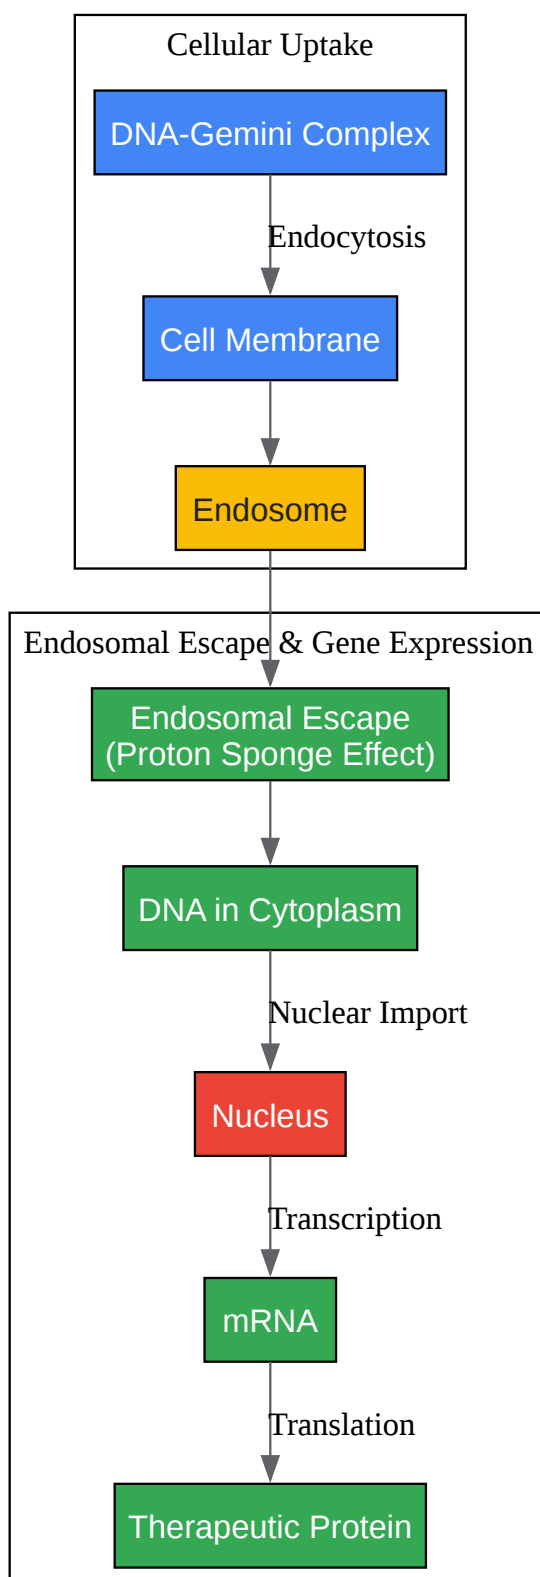 Cellular Uptake
DNA-Gemini Complex
Endocytosis
Cell Membrane
Endosome
Endosomal Escape & Gene Expression
Endosomal Escape
(Proton Sponge Effect)
DNA in Cytoplasm
Nuclear Import
Nucleus
Transcription
mRNA
Translation
Therapeutic Protein